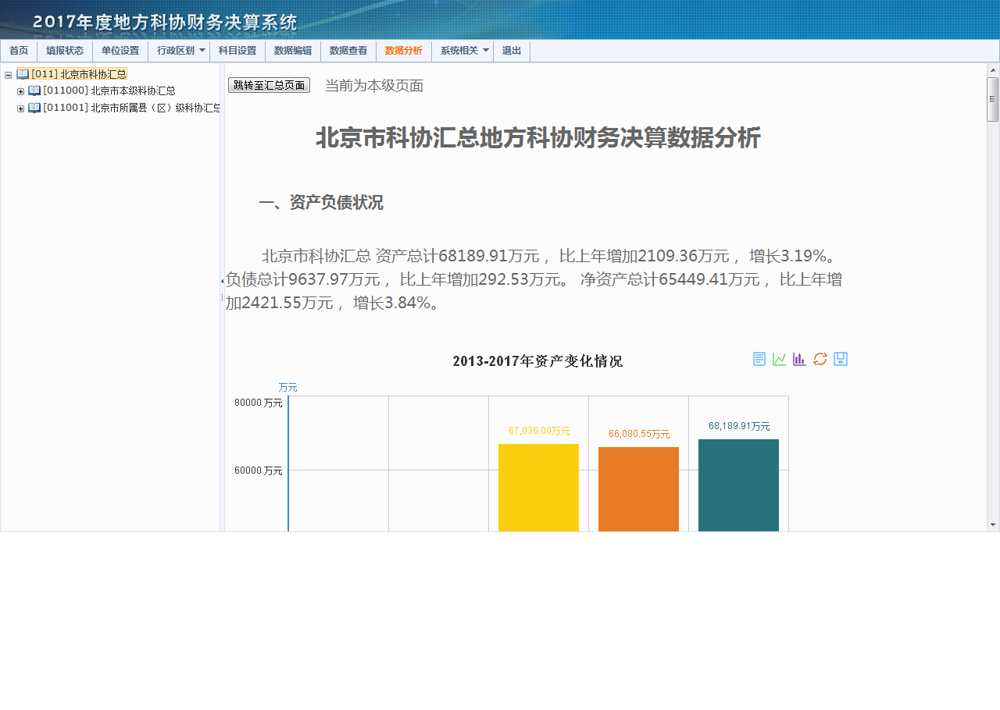 2017年度地方科协财务决算系统
首页 填报状态 单位设置 行政区划 科目设置 数据编辑 数据查看 数据分析 系统相关 退出
[011] 北京市科协汇总
[011000] 北京市本级科协汇总
[011001] 北京市所属县（区）级科协汇总
跳转至汇总页面 当前为本级页面
北京市科协汇总地方科协财务决算数据分析
一、资产负债状况
北京市科协汇总 资产总计68189.91万元， 比上年增加2109.36万元， 增长3.19%。
负债总计9637.97万元， 比上年增加292.53万元。 净资产总计65449.41万元， 比上年增
加2421.55万元， 增长3.84%。
2013-2017年资产变化情况
万元
80000 万元
67,036.00万元 66,080.55万元 68,189.91万元
60000 万元